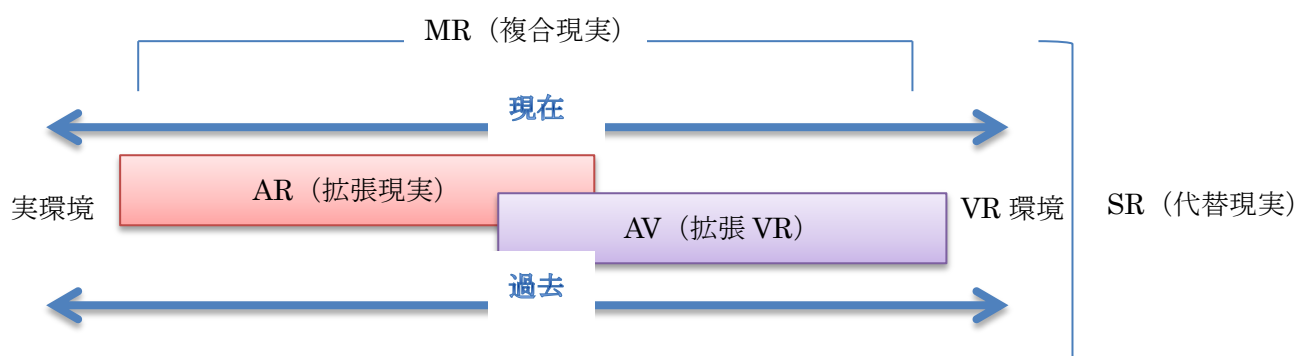 MR（複合現実）
現在
AR（拡張現実）
実環境
AV（拡張 VR）
VR 環境
SR（代替現実）
過去